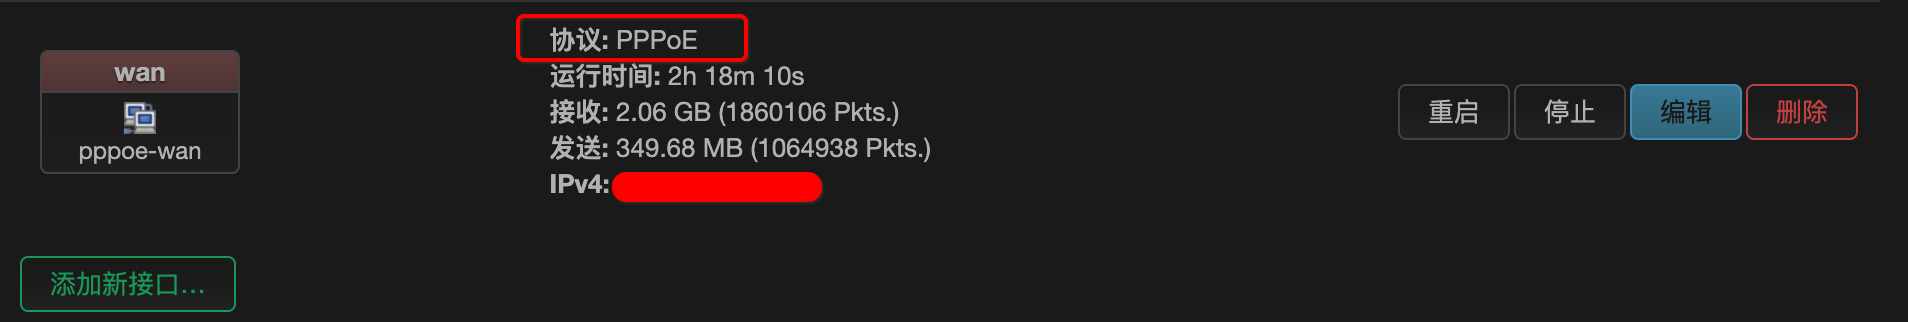 wan
pppoe-wan
协议: PPPoE
运行时间: 2h 18m 10s
接收: 2.06 GB (1860106 Pkts.)
发送: 349.68 MB (1064938 Pkts.)
IPv4:
重启
停止
编辑
删除
添加新接口...